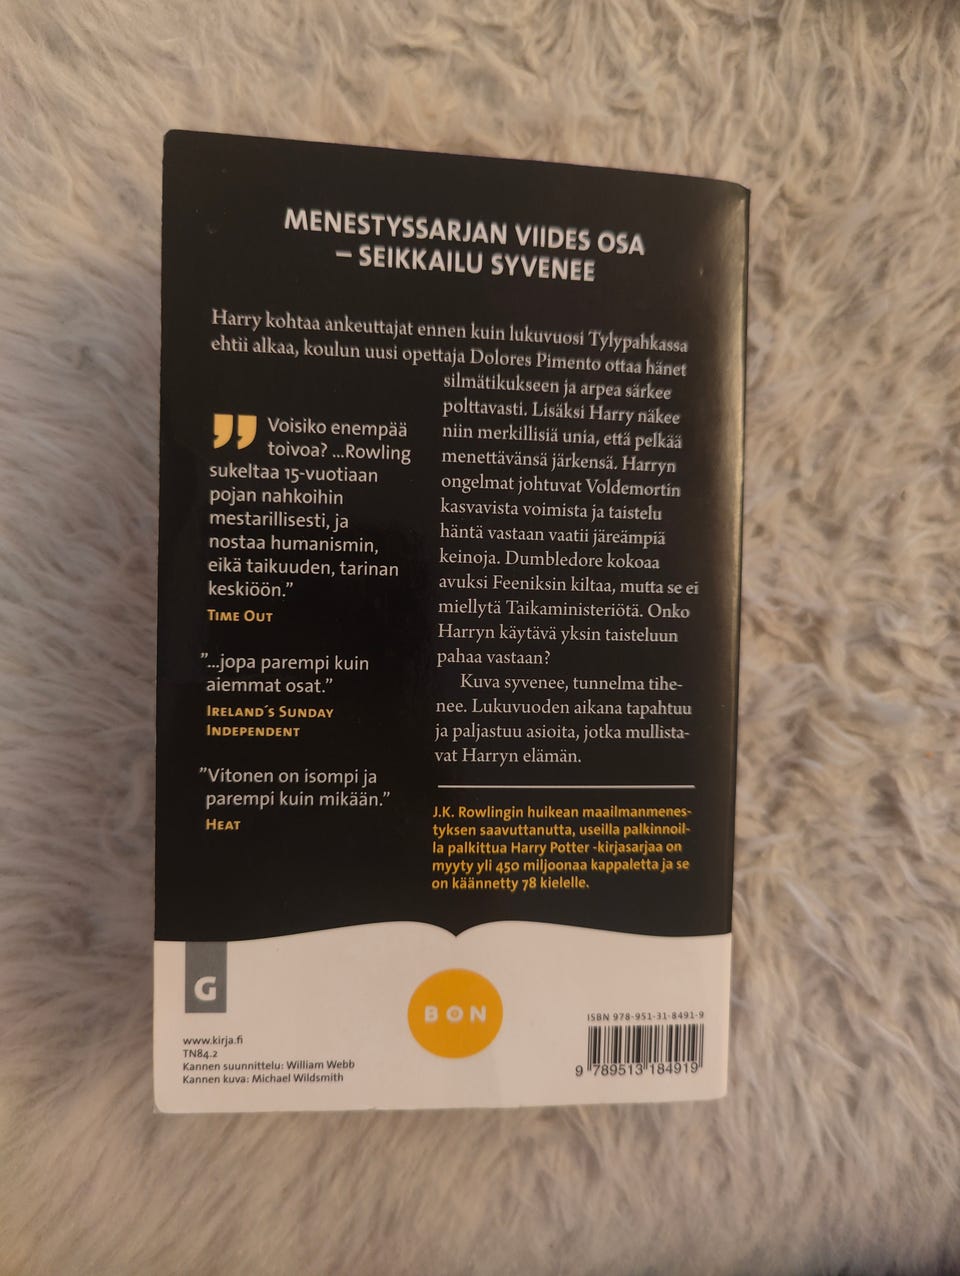 MENESTYSSARJAN VIIDES OSA
– SEIKKAILU SYVENEE
Harry kohtaa ankeuttajat ennen kuin lukuvuosi Tylypahkassa
ehtii alkaa, koulun uusi opettaja Dolores Pimento ottaa hänet
silmätikukseen ja arpea särkee
polttavasti. Lisäksi Harry näkee
niin merkillisiä unia, että pelkää
menettävänsä järkensä. Harryn
ongelmat johtuvat Voldemortin
kasvavista voimista ja taistelu
häntä vastaan vaatii järeämpiä
keinoja. Dumbledore kokoaa
avuksi Feeniksin kiltaa, mutta se ei
miellytä Taikaministeriötä. Onko
Harryn käytävä yksin taisteluun
pahaa vastaan?
Kuva syvenee, tunnelma tihe-
nee. Lukuvuoden aikana tapahtuu
ja paljastuu asioita, jotka mullista-
vat Harryn elämän.
” Voisiko enempää
toivoa? ...Rowling
sukeltaa 15-vuotiaan
pojan nahkoihin
mestarillisesti, ja
nostaa humanismin,
eikä taikuuden, tarinan
keskiöön.”
TIME OUT
”...jopa parempi kuin
aiemmat osat.”
IRELAND´S SUNDAY
INDEPENDENT
”Vitonen on isompi ja
parempi kuin mikään.”
HEAT
J.K. Rowlingin huikean maailmanmenes-
tyksen saavuttanutta, useilla palkinnoil-
la palkittua Harry Potter -kirjasarjaa on
myyty yli 450 miljoonaa kappaletta ja se
on käännetty 78 kielelle.
G
BON
www.kirja.fi
TN84.2
Kannen suunnittelu: William Webb
Kannen kuva: Michael Wildsmith
ISBN 978-951-31-8491-9
9 789513 184919